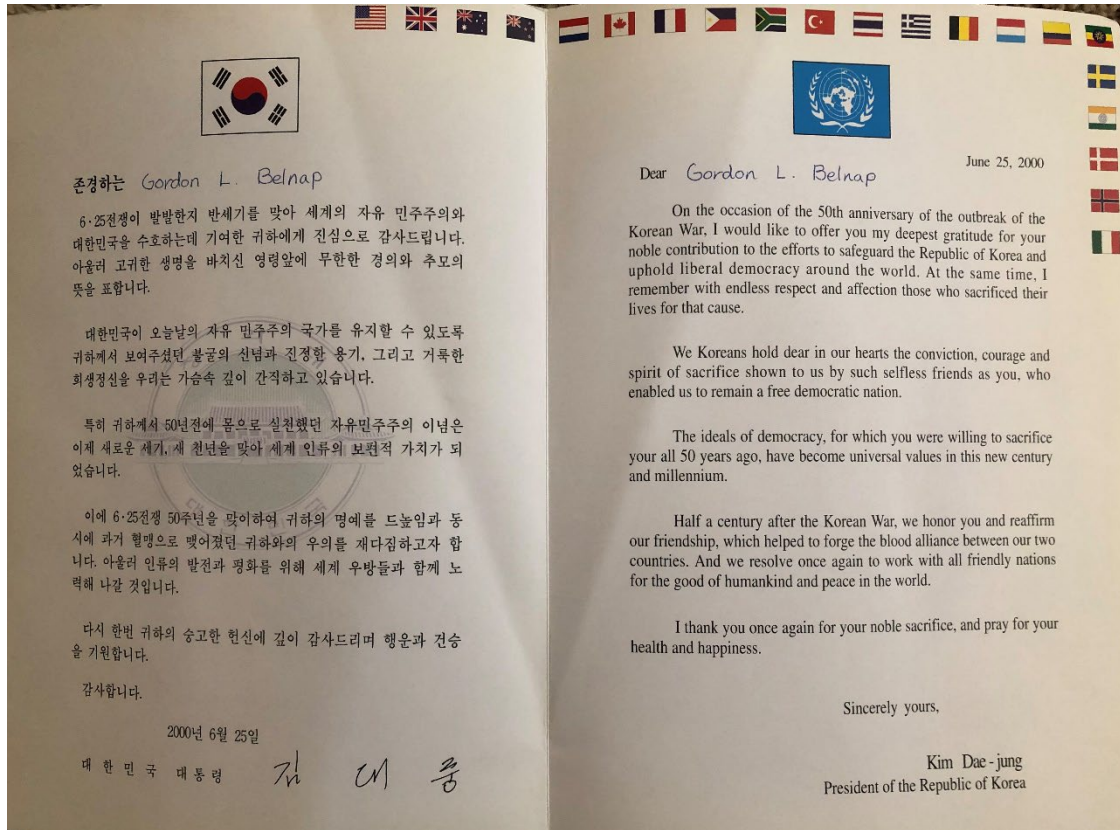 존경하는 Gordon L. Belnap
6·25전쟁이 발발한지 반세기를 맞아 세계의 자유 민주주의와
대한민국을 수호하는데 기여한 귀하에게 진심으로 감사드립니다.
아울러 고귀한 생명을 바치신 영령앞에 무한한 경의와 추모의
뜻을 표합니다.
대한민국이 오늘날의 자유 민주주의 국가를 유지할 수 있도록
귀하께서 보여주셨던 불굴의 신념과 진정한 용기, 그리고 거룩한
희생정신을 우리는 가슴속 깊이 간직하고 있습니다.
특히 귀하께서 50년전에 몸으로 실천했던 자유민주주의 이념은
이제 새로운 세기, 새 천년을 맞아 세계 인류의 보편적 가치가 되
었습니다.
이에 6·25전쟁 50주년을 맞이하여 귀하의 명예를 드높임과 동
시에 과거 혈맹으로 맺어졌던 귀하와의 우의를 재다짐하고자 합
니다. 아울러 인류의 발전과 평화를 위해 세계 우방들과 함께 노
력해 나갈 것입니다.
다시 한번 귀하의 숭고한 헌신에 깊이 감사드리며 행운과 건승
을 기원합니다.
감사합니다.
2000년 6월 25일
대 한 민 국 대 통 령 김 대 중
June 25, 2000
Dear Gordon L. Belnap
On the occasion of the 50th anniversary of the outbreak of the
Korean War, I would like to offer you my deepest gratitude for your
noble contribution to the efforts to safeguard the Republic of Korea and
uphold liberal democracy around the world. At the same time, I
remember with endless respect and affection those who sacrificed their
lives for that cause.
We Koreans hold dear in our hearts the conviction, courage and
spirit of sacrifice shown to us by such selfless friends as you, who
enabled us to remain a free democratic nation.
The ideals of democracy, for which you were willing to sacrifice
your all 50 years ago, have become universal values in this new century
and millennium.
Half a century after the Korean War, we honor you and reaffirm
our friendship, which helped to forge the blood alliance between our two
countries. And we resolve once again to work with all friendly nations
for the good of humankind and peace in the world.
I thank you once again for your noble sacrifice, and pray for your
health and happiness.
Sincerely yours,
Kim Dae-jung
President of the Republic of Korea